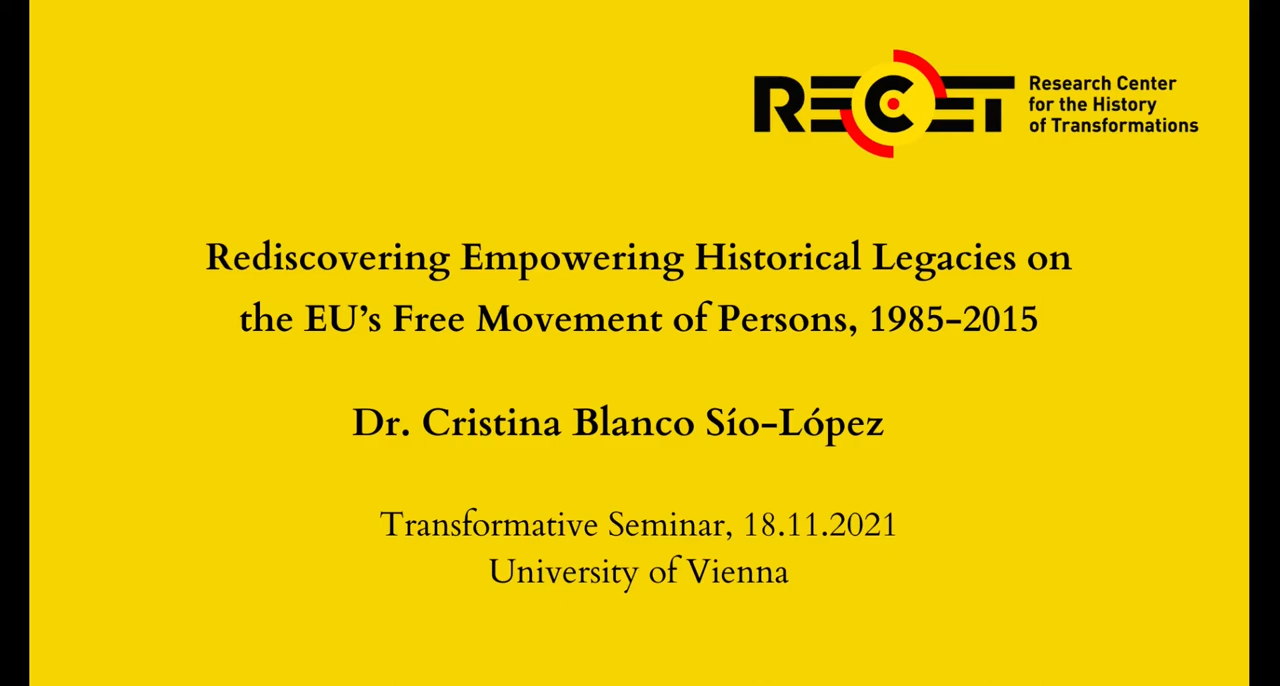 RECET
Research Center
for the History
of Transformations
Rediscovering Empowering Historical Legacies on
the EU’s Free Movement of Persons, 1985-2015
Dr. Cristina Blanco Sío-López
Transformative Seminar, 18.11.2021
University of Vienna